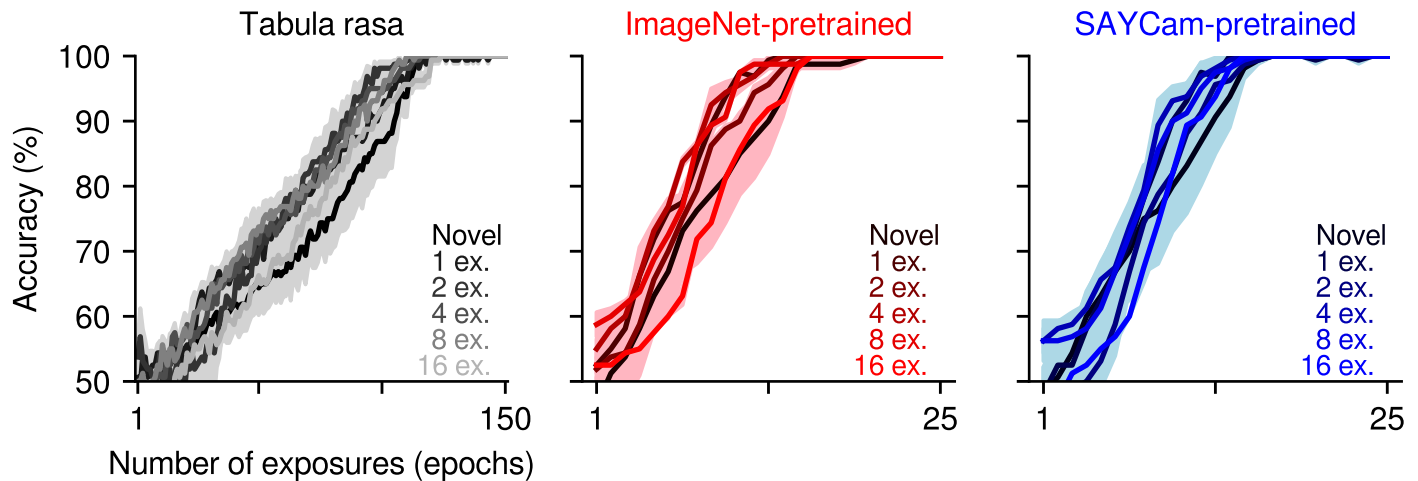 Tabula rasa
ImageNet-pretrained
SAYCam-pretrained
Accuracy (%)
100
90
80
70
60
50
Novel
1 ex.
2 ex.
4 ex.
8 ex.
16 ex.
Novel
1 ex.
2 ex.
4 ex.
8 ex.
16 ex.
Novel
1 ex.
2 ex.
4 ex.
8 ex.
16 ex.
1
150
1
25
1
25
Number of exposures (epochs)